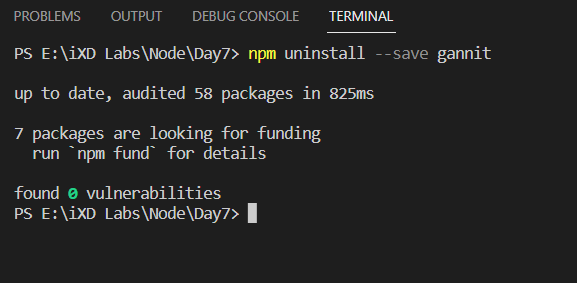 PROBLEMS OUTPUT DEBUG CONSOLE TERMINAL
PS E:\iXD Labs\Node\Day7> npm uninstall --save gannit
up to date, audited 58 packages in 825ms
7 packages are looking for funding
  run `npm fund` for details
found 0 vulnerabilities
PS E:\iXD Labs\Node\Day7>